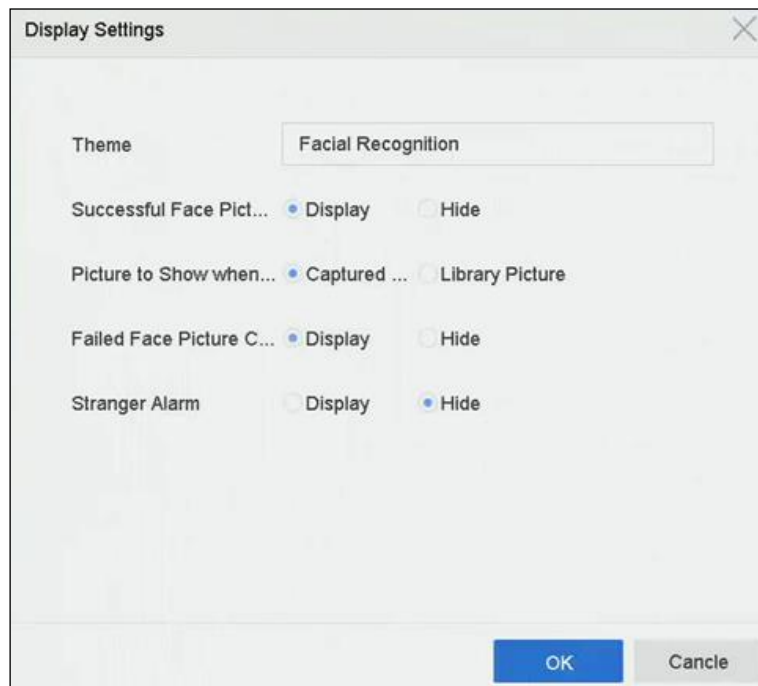 Display Settings
Theme Facial Recognition
Successful Face Pict... Display Hide
Picture to Show when... Captured ... Library Picture
Failed Face Picture C... Display Hide
Stranger Alarm Display Hide
OK Cancle